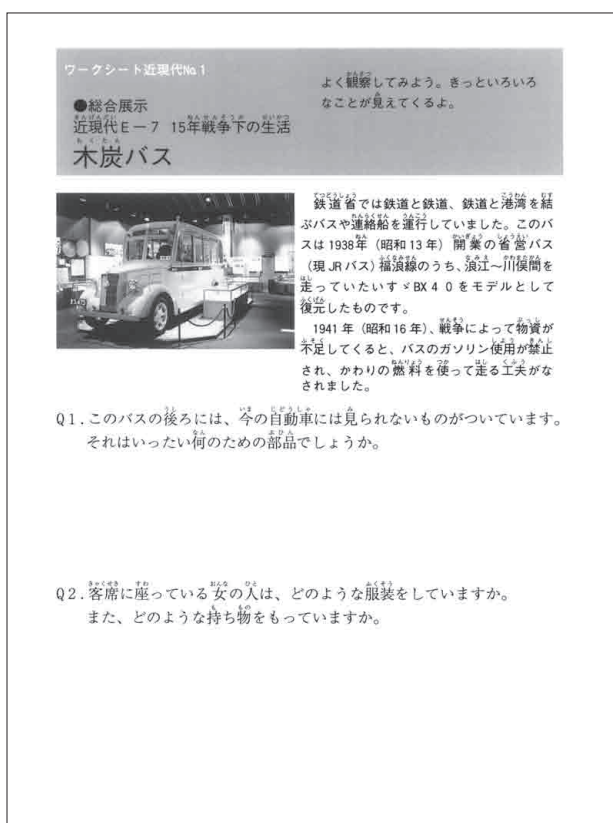 ワークシート近現代No.1
よく観察してみよう。きっといろいろ
なことが見えてくるよ。
●総合展示
近現代E－7 15年戦争下の生活
木炭バス
鉄道省では鉄道と鉄道、鉄道と港湾を結
ぶバスや連絡船を運行していました。このバ
スは1938年（昭和13年）開業の省営バス
（現JRバス）福浪線のうち、浪江～川俣間を
走っていたいすゞBX40をモデルとして
復元したものです。
1941年（昭和16年）、戦争によって物資が
不足してくると、バスのガソリン使用が禁止
され、かわりの燃料を使って走る工夫がな
されました。
Q1.このバスの後ろには、今の自動車には見られないものがついています。
それはいったい何のための部品でしょうか。
Q2.客席に座っている女の人は、どのような服装をしていますか。
また、どのような持ち物をもっていますか。